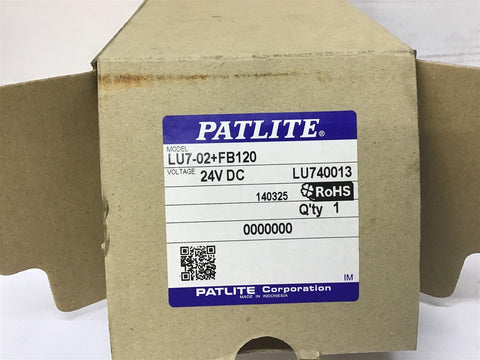 PATLITE®
MODEL
LU7-02+FB120
VOLTAGE 24V DC LU740013
140325 RoHS
Q'ty 1
0000000
IM
PATLITE Corporation
MADE IN INDONESIA